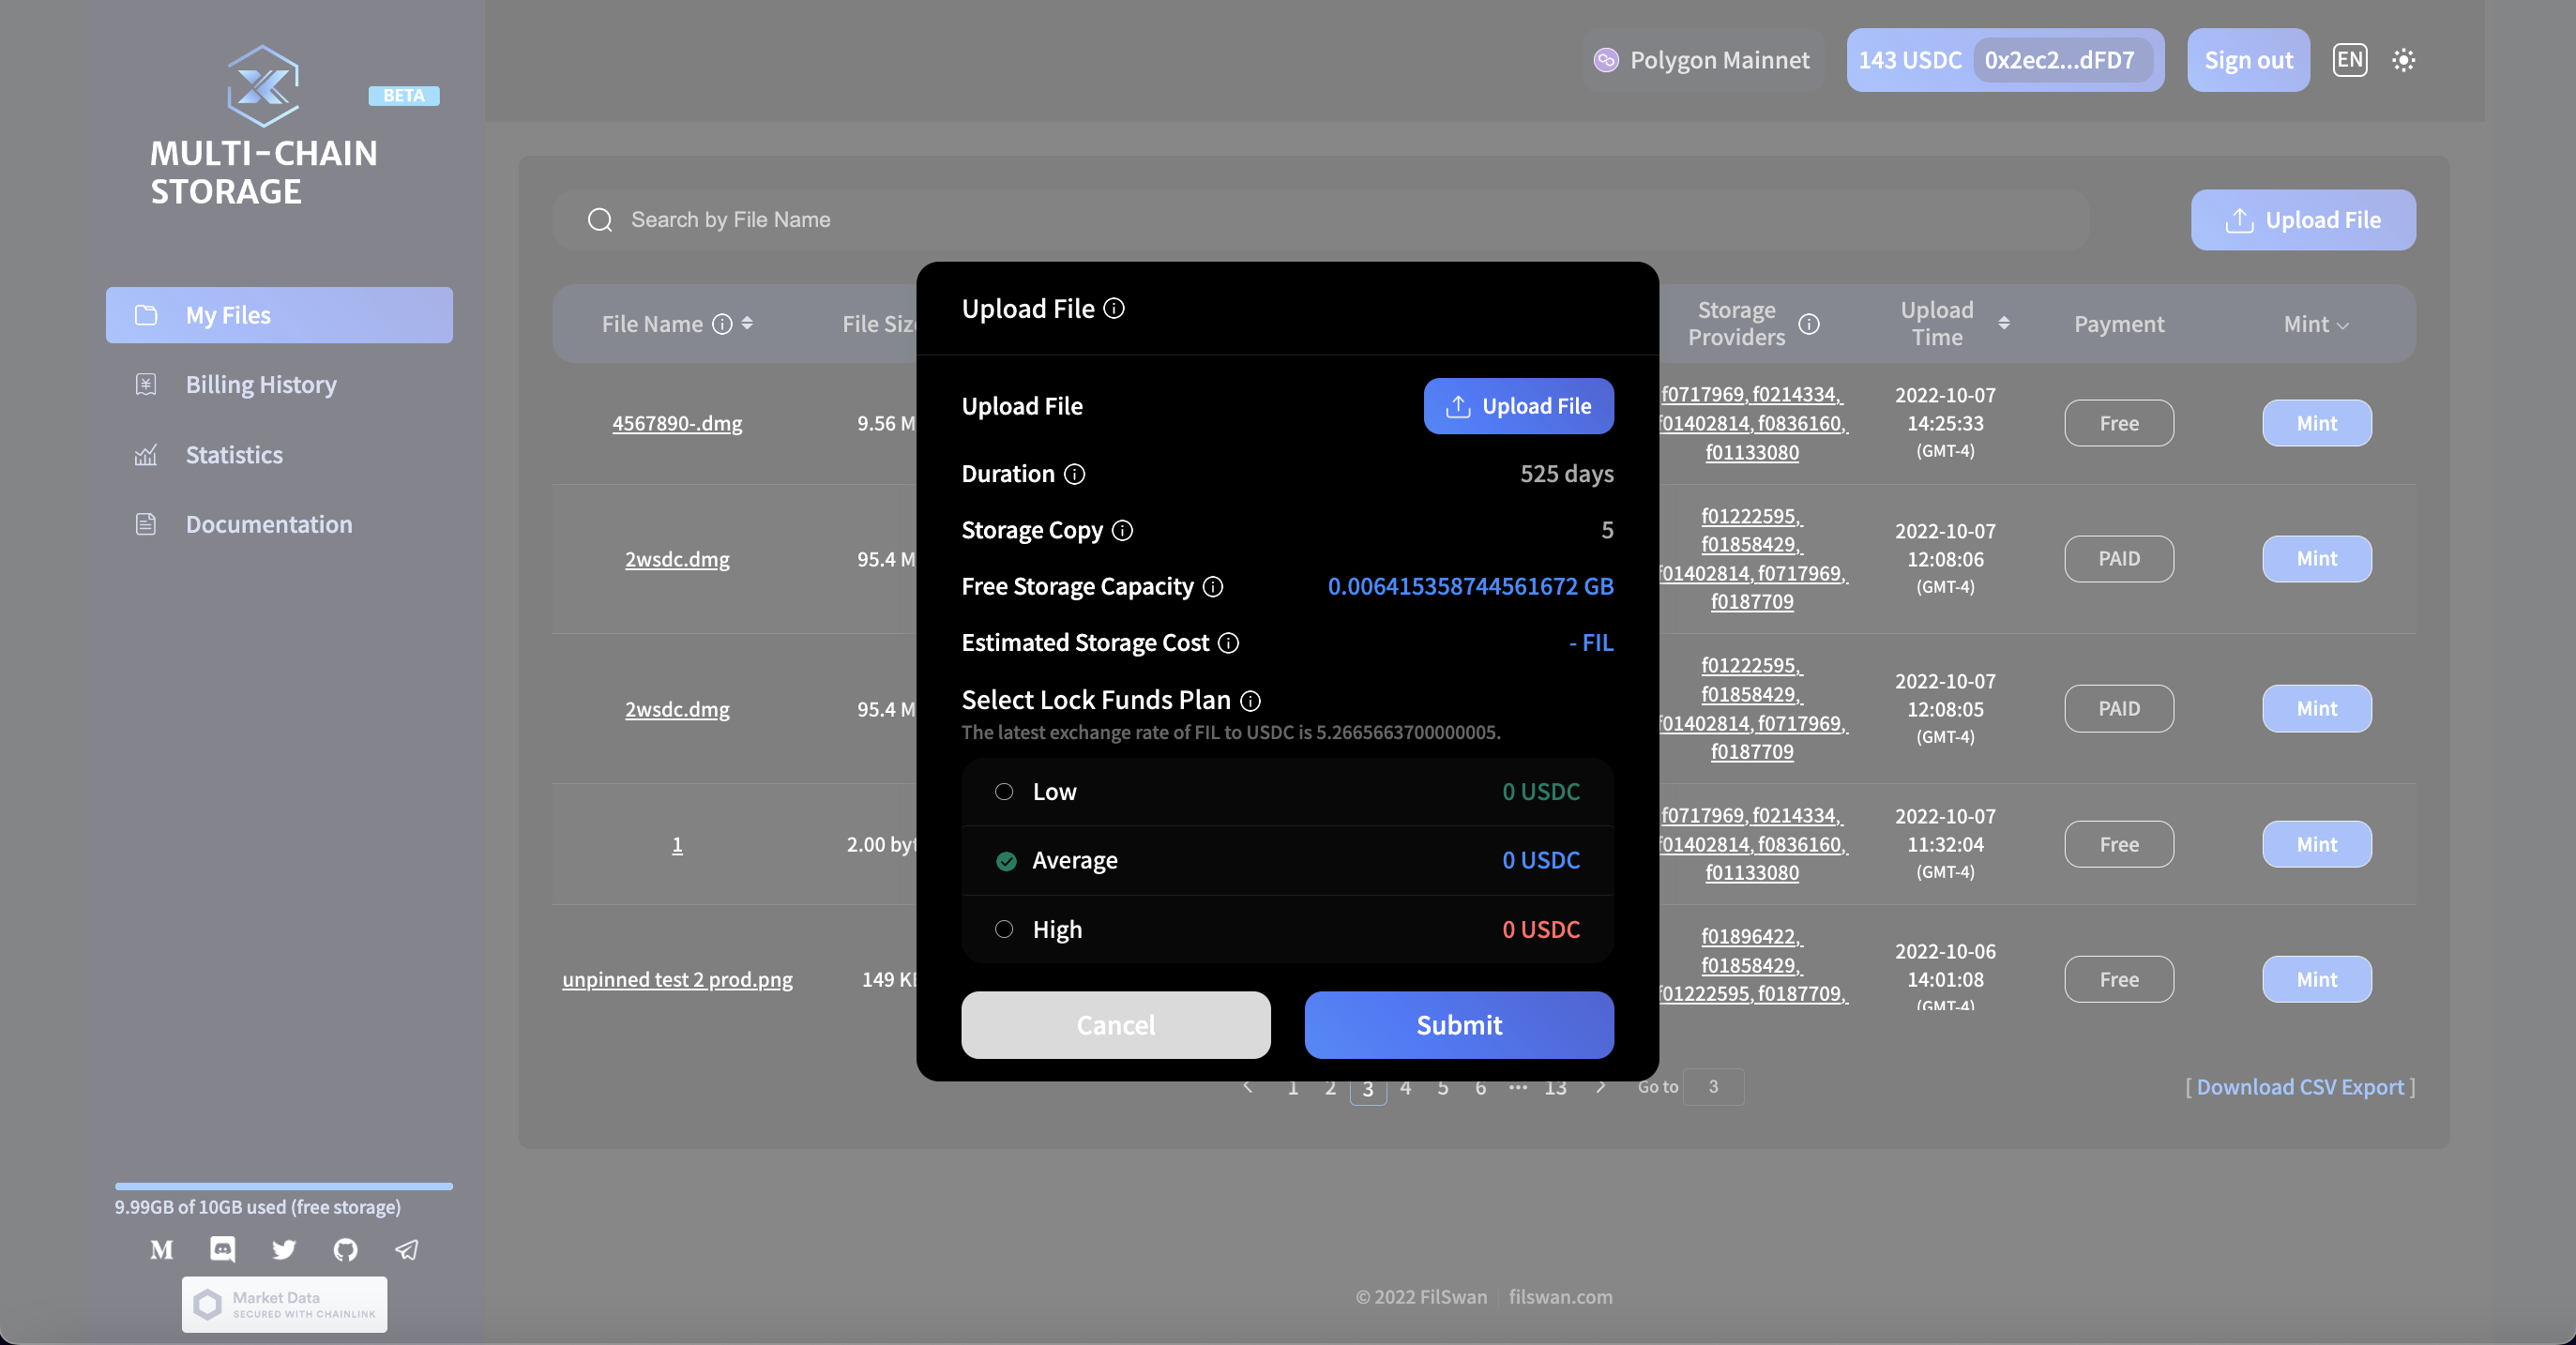 BETA
MULTI-CHAIN
STORAGE
My Files
Billing History
Statistics
Documentation
9.99GB of 10GB used (free storage)
Market Data
SECURED WITH CHAINLINK
Polygon Mainnet
143 USDC 0x2ec2...dFD7
Sign out
EN
Search by File Name
Upload File
File Name
File Size
Storage
Providers
Upload
Time
Payment
Mint
4567890-.dmg
9.56 M
f0717969, f0214334,
f01402814, f0836160,
f01133080
2022-10-07
14:25:33
(GMT-4)
Free
Mint
2wsdc.dmg
95.4 M
f01222595,
f01858429,
f01402814, f0717969,
f0187709
2022-10-07
12:08:06
(GMT-4)
PAID
Mint
2wsdc.dmg
95.4 M
f01222595,
f01858429,
f01402814, f0717969,
f0187709
2022-10-07
12:08:05
(GMT-4)
PAID
Mint
1
2.00 byt
f0717969, f0214334,
f01402814, f0836160,
f01133080
2022-10-07
11:32:04
(GMT-4)
Free
Mint
unpinned test 2 prod.png
149 K
f01896422,
f01858429,
f01222595, f0187709,
2022-10-06
14:01:08
(GMT-4)
Free
Mint
1 2 3 4 5 6 ··· 13
Go to 3
[ Download CSV Export ]
© 2022 FilSwan filswan.com
Upload File
Upload File
Upload File
Duration
525 days
Storage Copy
5
Free Storage Capacity
0.006415358744561672 GB
Estimated Storage Cost
- FIL
Select Lock Funds Plan
The latest exchange rate of FIL to USDC is 5.2665663700000005.
Low 0 USDC
Average 0 USDC
High 0 USDC
Cancel
Submit